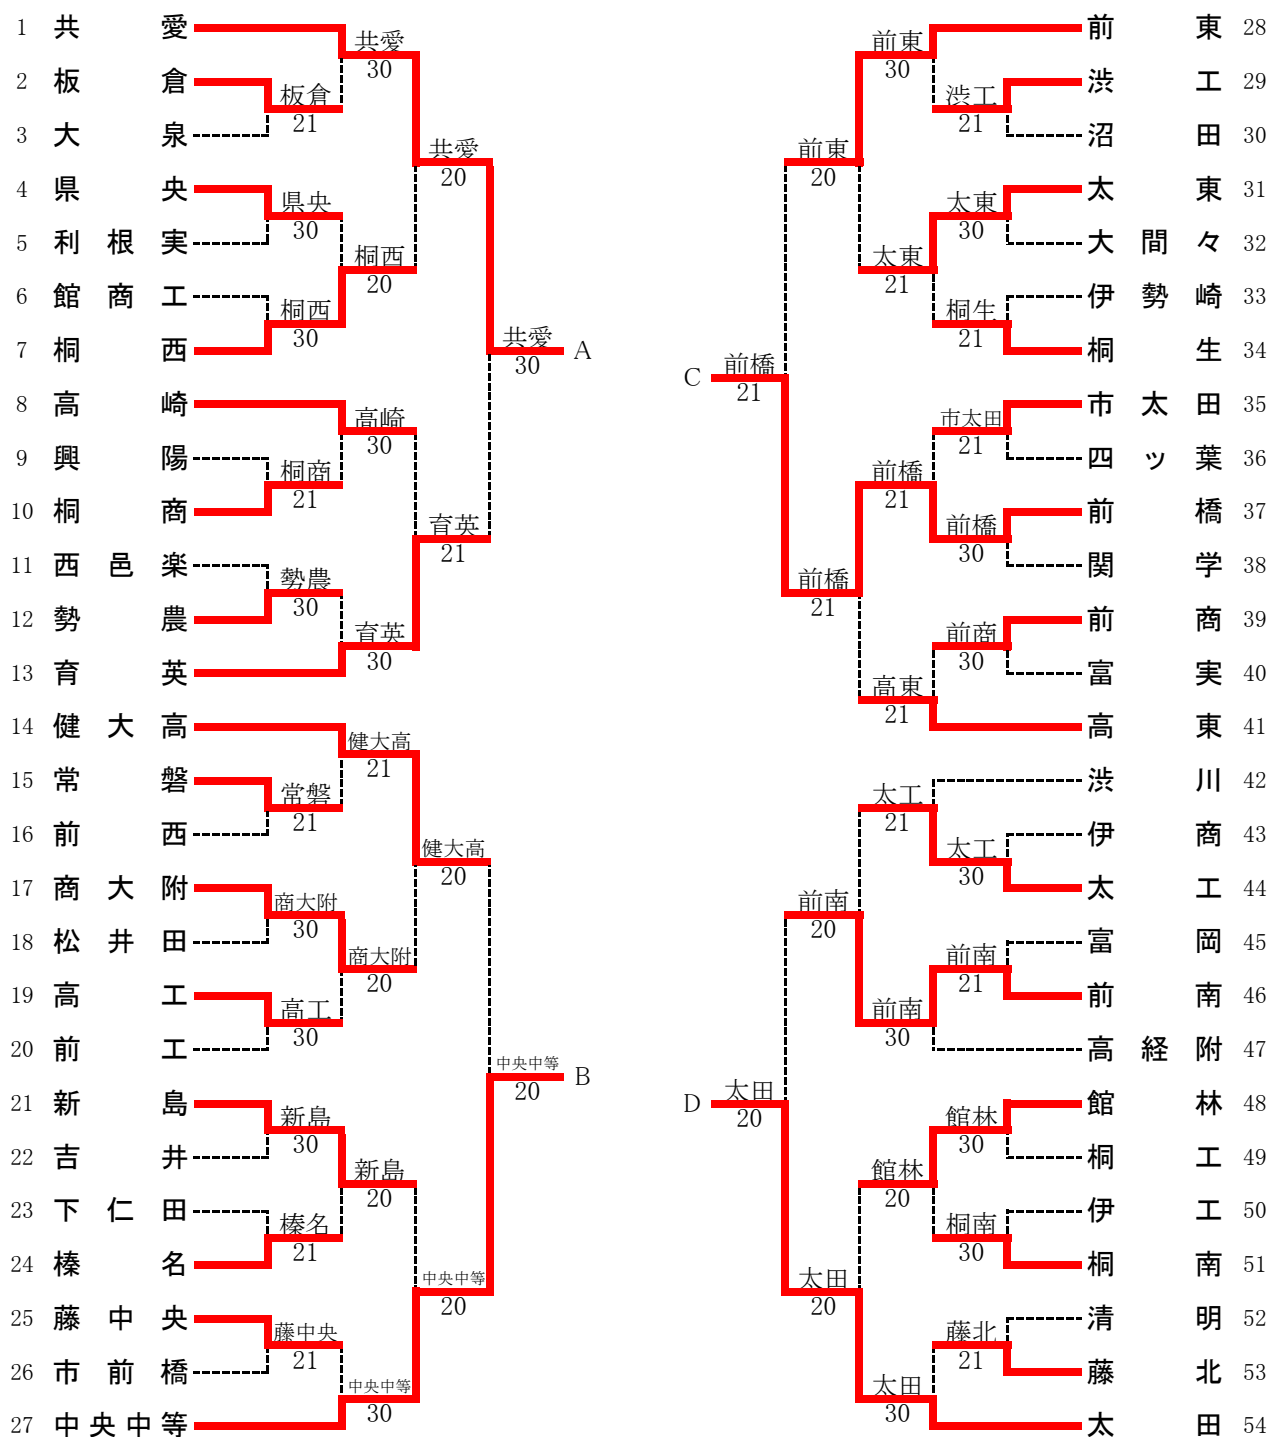 1 共愛
2 板倉
3 大泉
4 県央
5 利根実
6 館商工
7 桐西
8 高崎
9 興陽
10 桐商
11 西邑楽
12 勢農
13 育英
14 健大高
15 常磐
16 前西
17 商大附
18 松井田
19 高工
20 前工
21 新島
22 吉井
23 下仁田
24 榛名
25 藤中央
26 市前橋
27 中央中等
板倉
21
県央
30
桐西
30
桐商
21
勢農
30
常磐
21
商大附
30
高工
30
新島
30
榛名
21
藤中央
21
共愛
30
桐西
20
高崎
30
育英
30
健大高
21
商大附
20
新島
20
中央中等
30
共愛
20
育英
21
健大高
20
中央中等
20
共愛
30
A
中央中等
20
B
C
前橋
21
D
太田
20
前東
20
前橋
21
前南
20
太田
20
前東
30
太東
21
前橋
21
高東
21
太工
21
前南
30
館林
20
太田
30
渋工
21
太東
30
桐生
21
市太田
21
前橋
30
前商
30
太工
30
前南
21
館林
30
桐南
30
藤北
21
前東 28
渋工 29
沼田 30
太東 31
大間々 32
伊勢崎 33
桐生 34
市太田 35
四ッ葉 36
前橋 37
関学 38
前商 39
富実 40
高東 41
渋川 42
伊商 43
太工 44
富岡 45
前南 46
高経附 47
館林 48
桐工 49
伊工 50
桐南 51
清明 52
藤北 53
太田 54